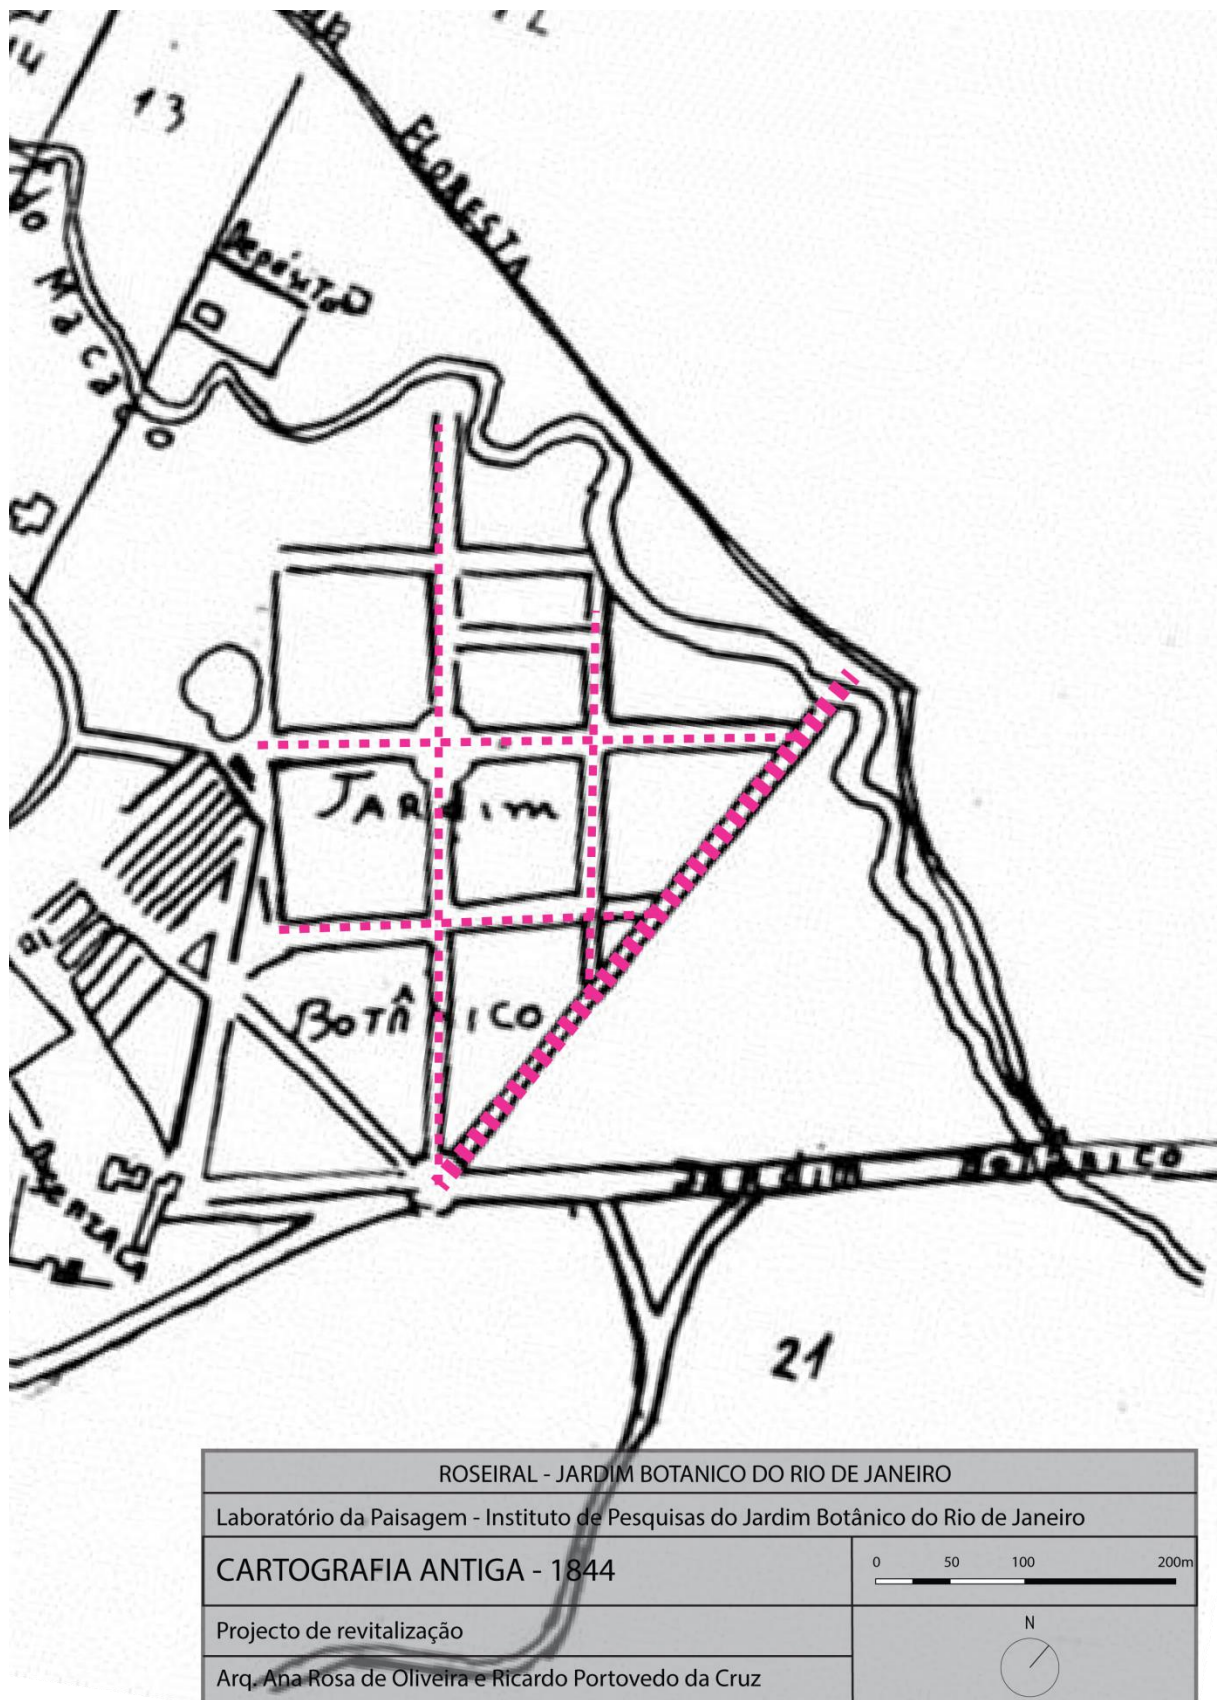 14
13
FLORESTA
Depósito
do Macaco
JARDIM
BOTÂNICO
JARDIM BOTANICO
21
ROSEIRAL - JARDIM BOTANICO DO RIO DE JANEIRO
Laboratório da Paisagem - Instituto de Pesquisas do Jardim Botânico do Rio de Janeiro
CARTOGRAFIA ANTIGA - 1844
0 50 100 200m
Projecto de revitalização
N
Arq. Ana Rosa de Oliveira e Ricardo Portovedo da Cruz